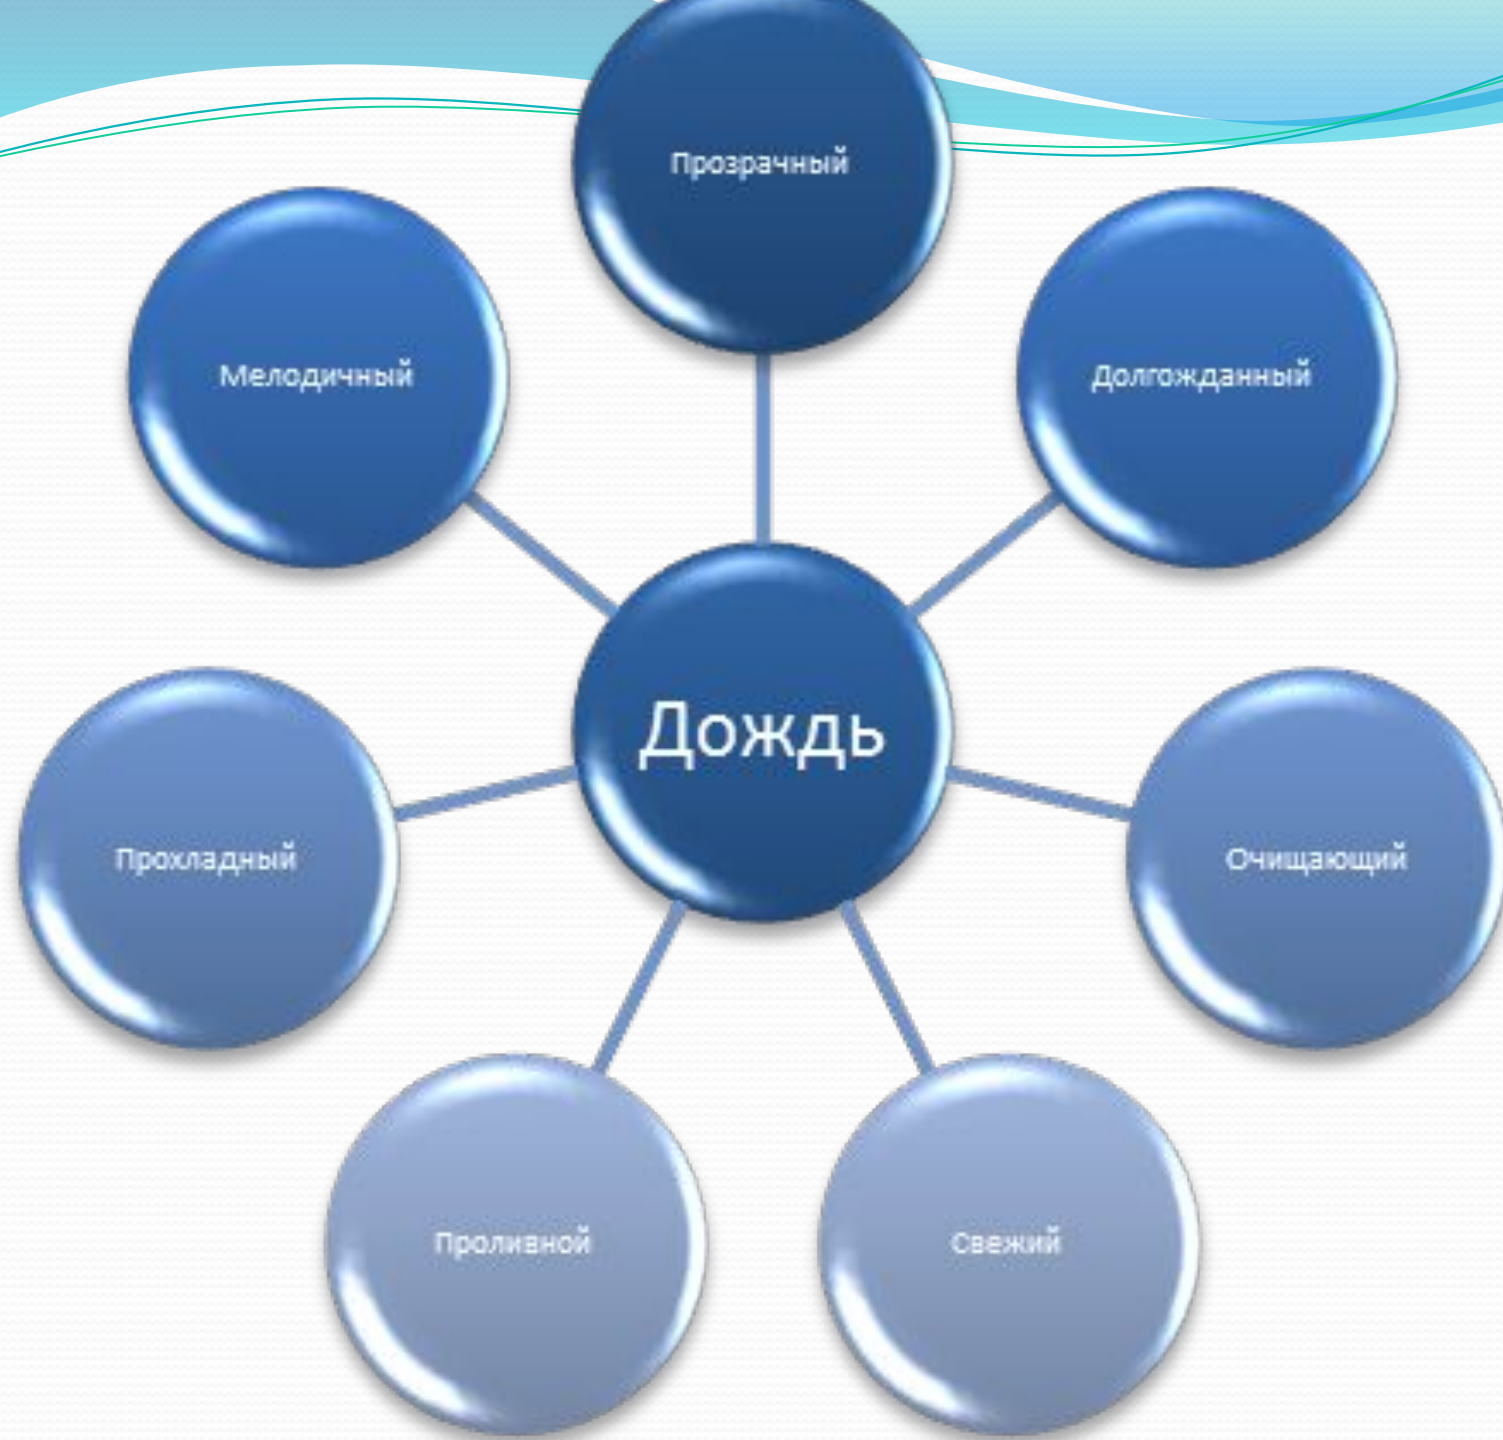 Прозрачный
Мелодичный
Долгожданный
Дождь
Прохладный
Очищающий
Проливной
Свежий